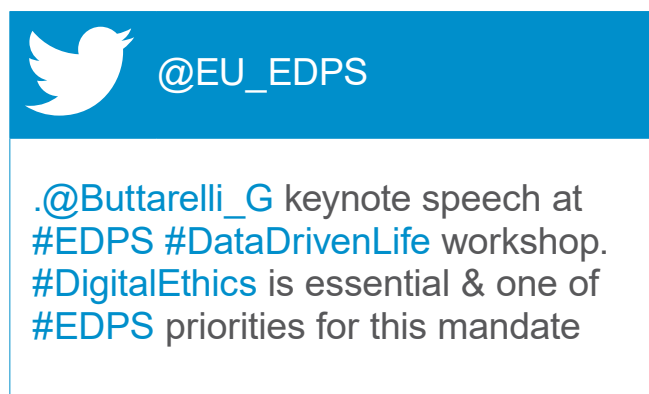 @EU_EDPS
.@Buttarelli_G keynote speech at
#EDPS #DataDrivenLife workshop.
#DigitalEthics is essential & one of
#EDPS priorities for this mandate